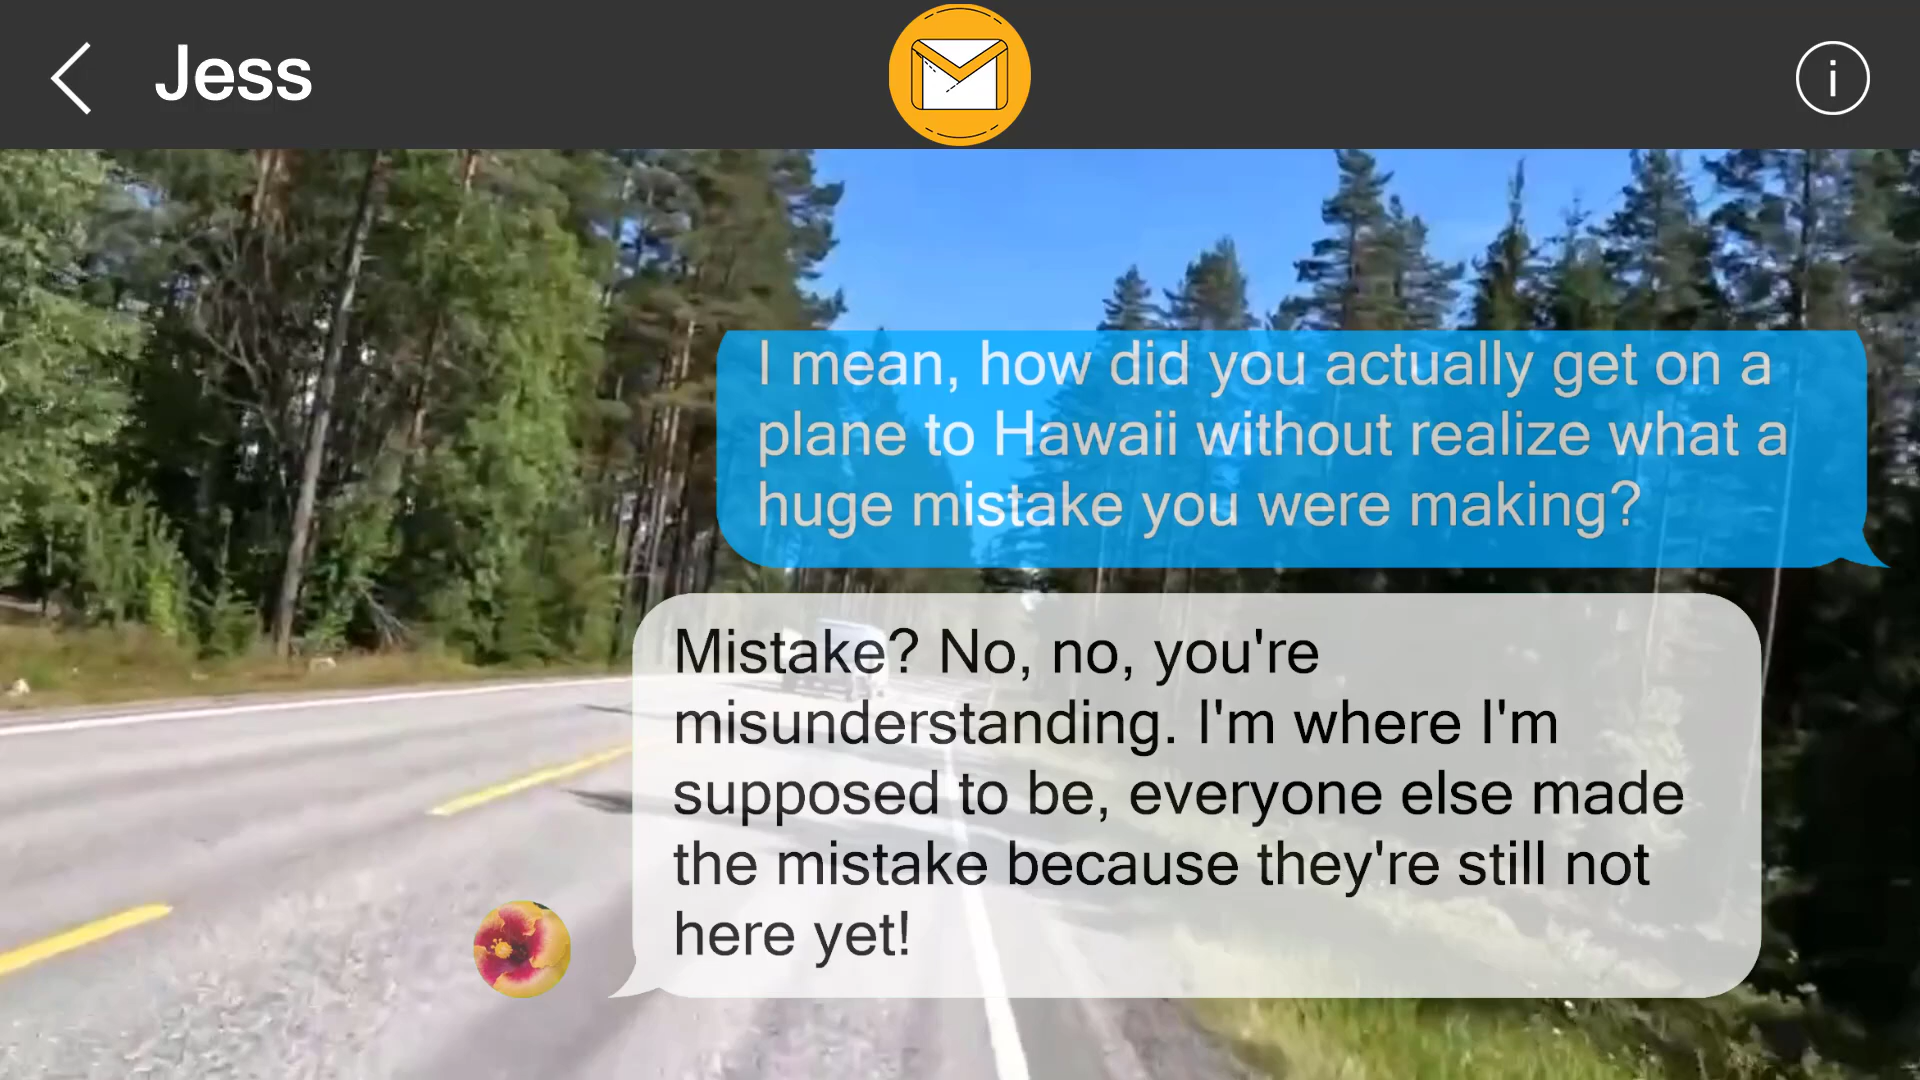 Jess
i
I mean, how did you actually get on a
plane to Hawaii without realize what a
huge mistake you were making?
Mistake? No, no, you're
misunderstanding. I'm where I'm
supposed to be, everyone else made
the mistake because they're still not
here yet!